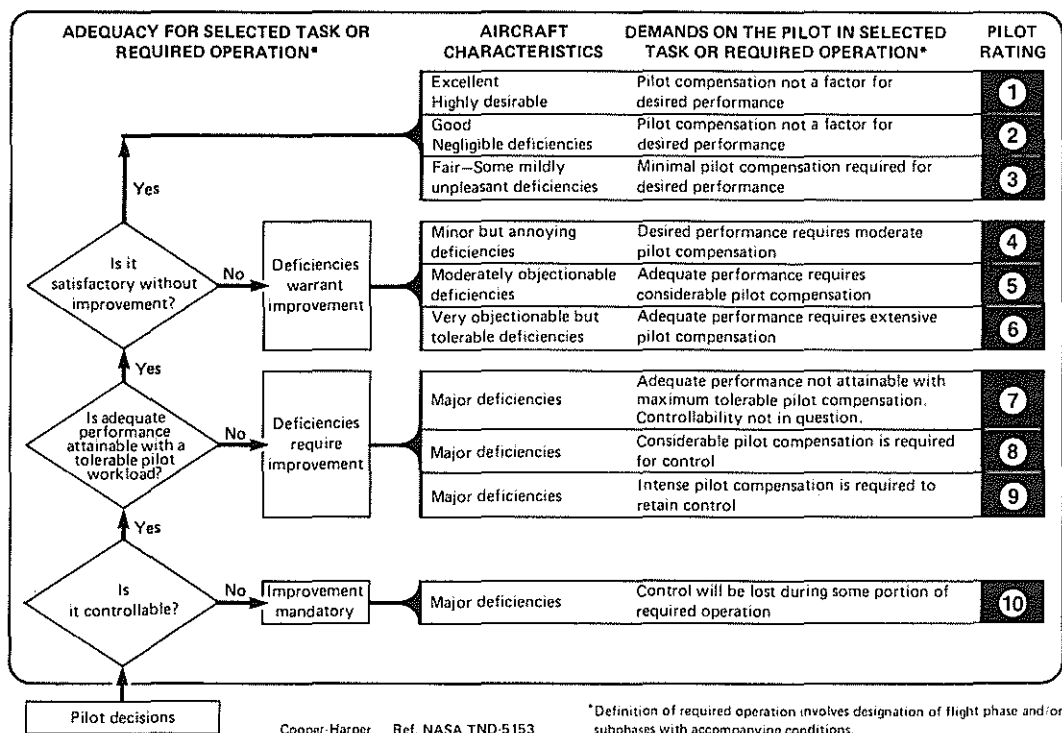 ADEQUACY FOR SELECTED TASK OR
REQUIRED OPERATION*
AIRCRAFT
CHARACTERISTICS
DEMANDS ON THE PILOT IN SELECTED
TASK OR REQUIRED OPERATION*
PILOT
RATING
Excellent
Highly desirable
Pilot compensation not a factor for
desired performance
1
Good
Negligible deficiencies
Pilot compensation not a factor for
desired performance
2
Fair—Some mildly
unpleasant deficiencies
Minimal pilot compensation required for
desired performance
3
Yes
Is it
satisfactory without
improvement?
No
Deficiencies
warrant
improvement
Minor but annoying
deficiencies
Desired performance requires moderate
pilot compensation
4
Moderately objectionable
deficiencies
Adequate performance requires
considerable pilot compensation
5
Very objectionable but
tolerable deficiencies
Adequate performance requires extensive
pilot compensation
6
Yes
Is adequate
performance
attainable with a
tolerable pilot
workload?
No
Deficiencies
require
improvement
Major deficiencies
Adequate performance not attainable with
maximum tolerable pilot compensation.
Controllability not in question.
7
Major deficiencies
Considerable pilot compensation is required
for control
8
Major deficiencies
Intense pilot compensation is required to
retain control
9
Yes
Is
it controllable?
No
Improvement
mandatory
Major deficiencies
Control will be lost during some portion of
required operation
10
Pilot decisions
Cooper-Harper Ref. NASA TND-5153
*Definition of required operation involves designation of flight phase and/or
subphases with accompanying conditions.